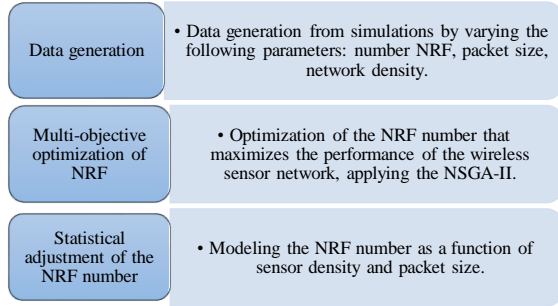 Data generation
• Data generation from simulations by varying the
following parameters: number NRF, packet size,
network density.
Multi-objective
optimization of
NRF
• Optimization of the NRF number that
maximizes the performance of the wireless
sensor network, applying the NSGA-II.
Statistical
adjustment of the
NRF number
• Modeling the NRF number as a function of
sensor density and packet size.